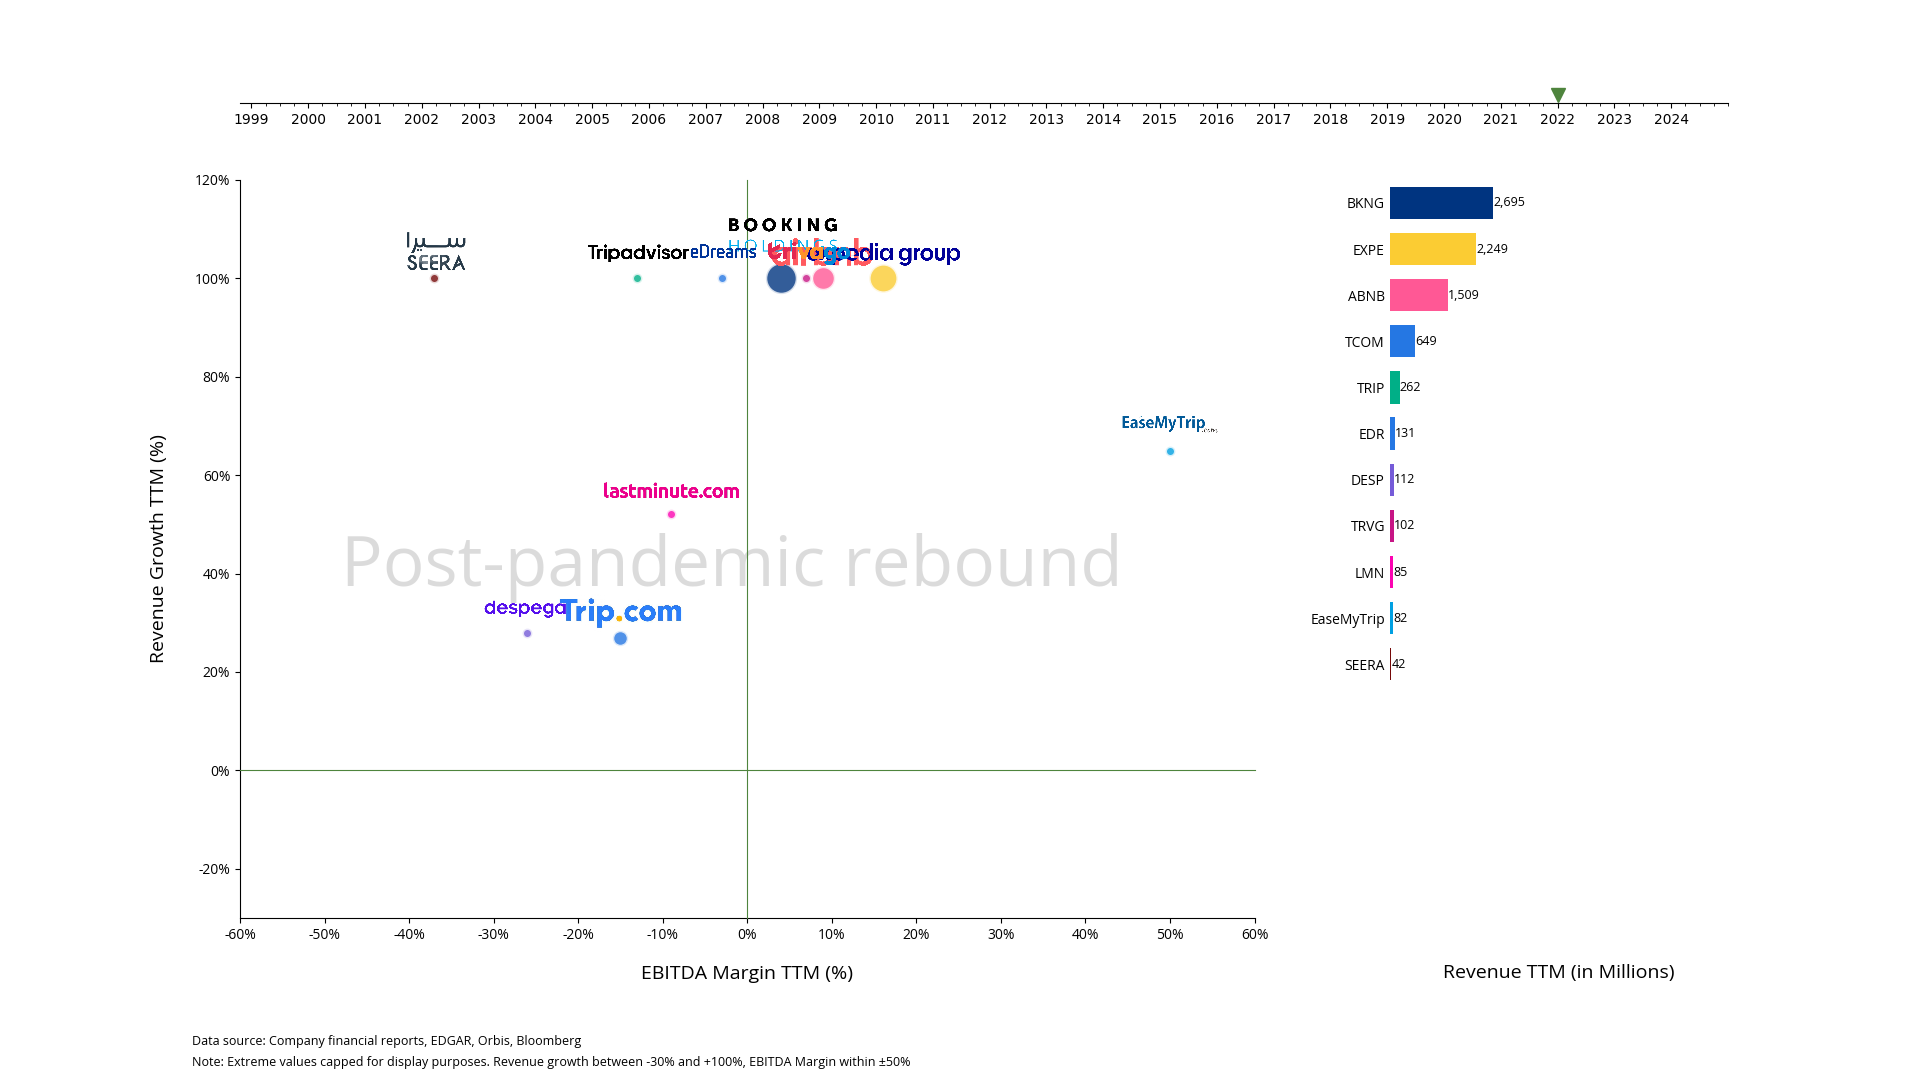 1999 2000 2001 2002 2003 2004 2005 2006 2007 2008 2009 2010 2011 2012 2013 2014 2015 2016 2017 2018 2019 2020 2021 2022 2023 2024
120%
100%
80%
60%
40%
20%
0%
-20%
Revenue Growth TTM (%)
سيرا
SEERA
Tripadvisor
eDreams
BOOKING
HOLDINGS
trivago
airbnb
expedia group
EaseMyTrip
lastminute.com
Post-pandemic rebound
despega
Trip.com
-60% -50% -40% -30% -20% -10% 0% 10% 20% 30% 40% 50% 60%
EBITDA Margin TTM (%)
BKNG 2,695
EXPE 2,249
ABNB 1,509
TCOM 649
TRIP 262
EDR 131
DESP 112
TRVG 102
LMN 85
EaseMyTrip 82
SEERA 42
Revenue TTM (in Millions)
Data source: Company financial reports, EDGAR, Orbis, Bloomberg
Note: Extreme values capped for display purposes. Revenue growth between -30% and +100%, EBITDA Margin within ±50%